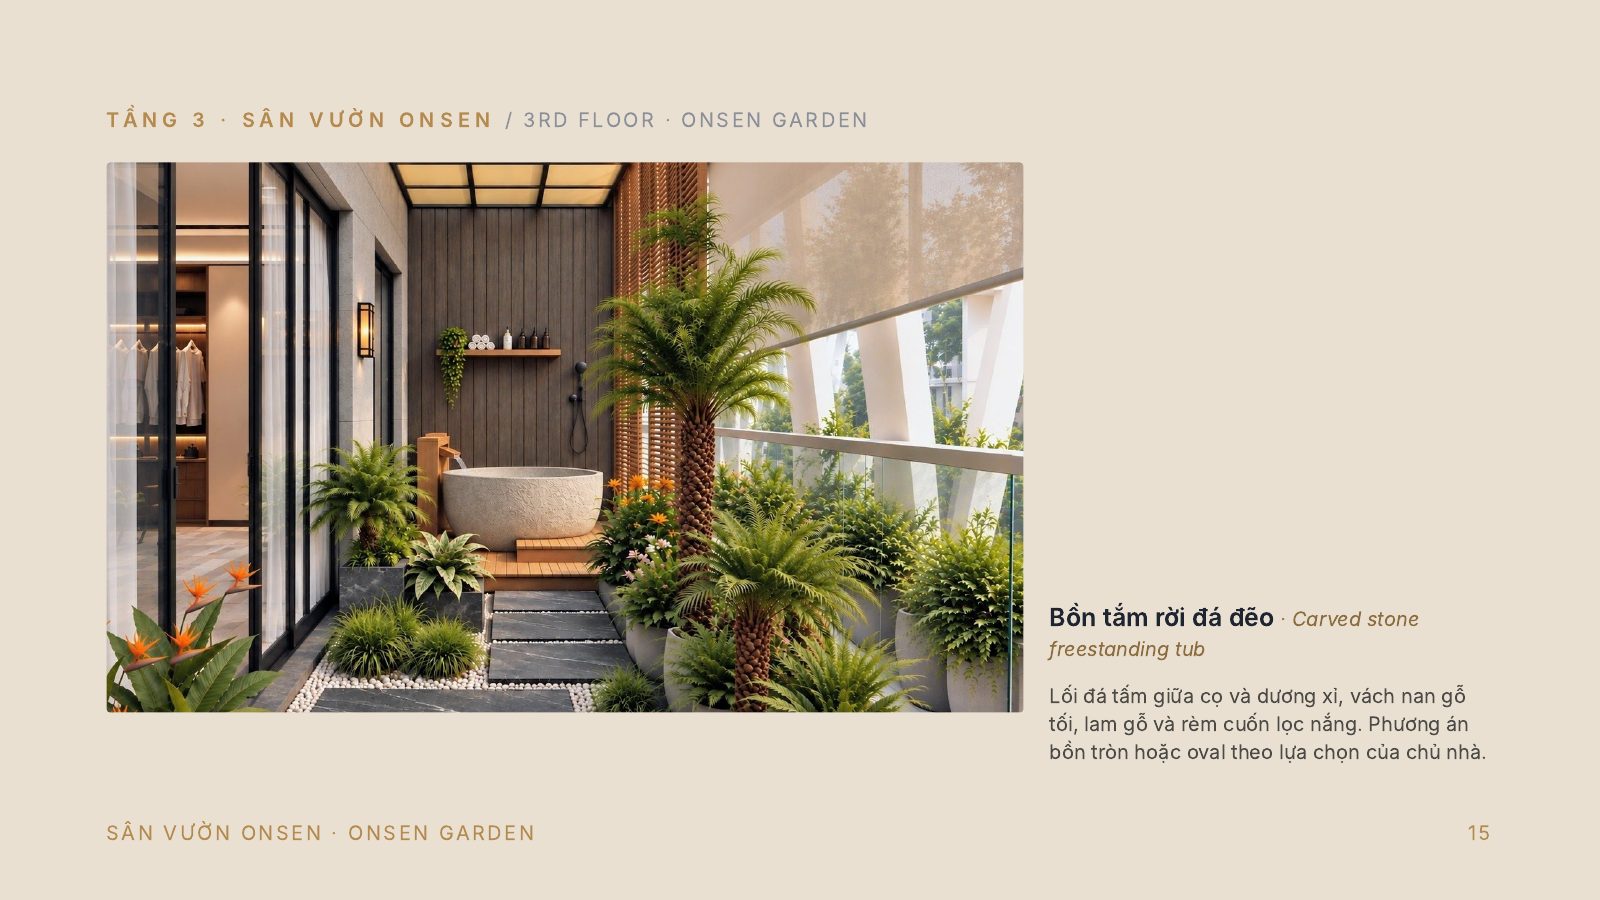 TẦNG 3 · SÂN VƯỜN ONSEN / 3RD FLOOR · ONSEN GARDEN
Bồn tắm rời đá đẽo · Carved stone
freestanding tub
Lối đá tấm giữa cọ và dương xỉ, vách nan gỗ
tối, lam gỗ và rèm cuốn lọc nắng. Phương án
bồn tròn hoặc oval theo lựa chọn của chủ nhà.
SÂN VƯỜN ONSEN · ONSEN GARDEN
15